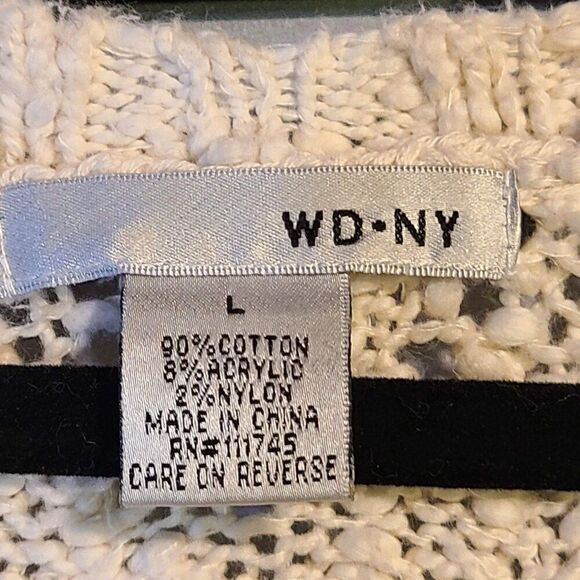 WD•NY
L
90% COTTON
8% ACRYLIC
2% NYLON
MADE IN CHINA
RN#111745
CARE ON REVERSE